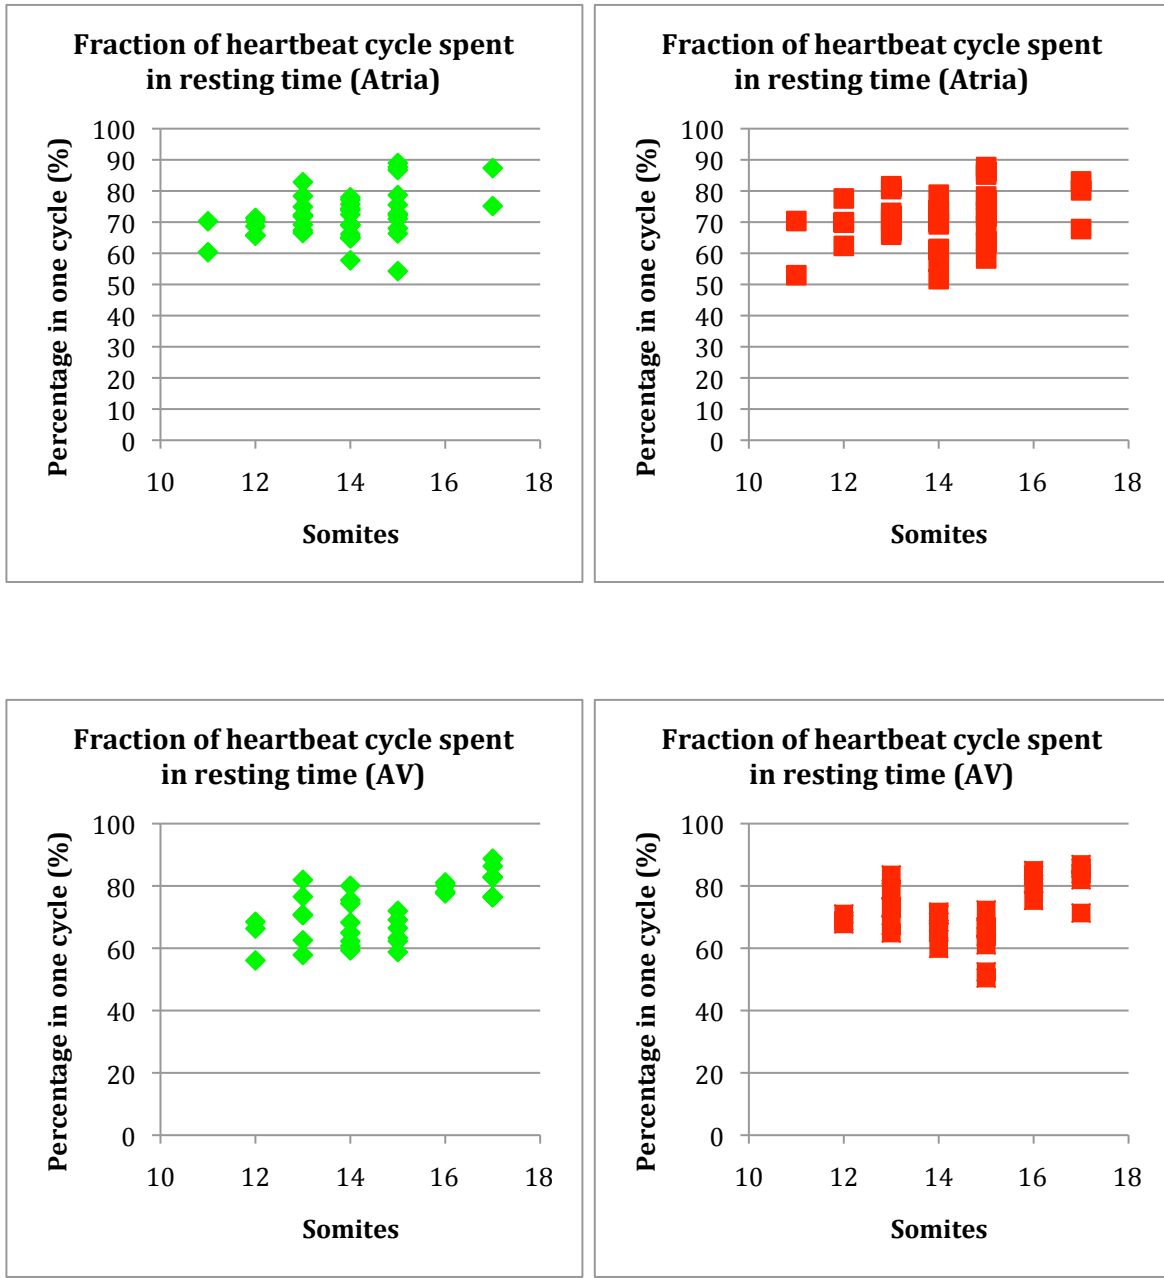 Fraction of heartbeat cycle spent
in resting time (Atria)
Percentage in one cycle (%)
100
90
80
70
60
50
40
30
20
10
0
10 12 14 16 18
Somites
Fraction of heartbeat cycle spent
in resting time (Atria)
Percentage in one cycle (%)
100
90
80
70
60
50
40
30
20
10
0
10 12 14 16 18
Somites
Fraction of heartbeat cycle spent
in resting time (AV)
Percentage in one cycle (%)
100
80
60
40
20
0
10 12 14 16 18
Somites
Fraction of heartbeat cycle spent
in resting time (AV)
Percentage in one cycle (%)
100
80
60
40
20
0
10 12 14 16 18
Somites